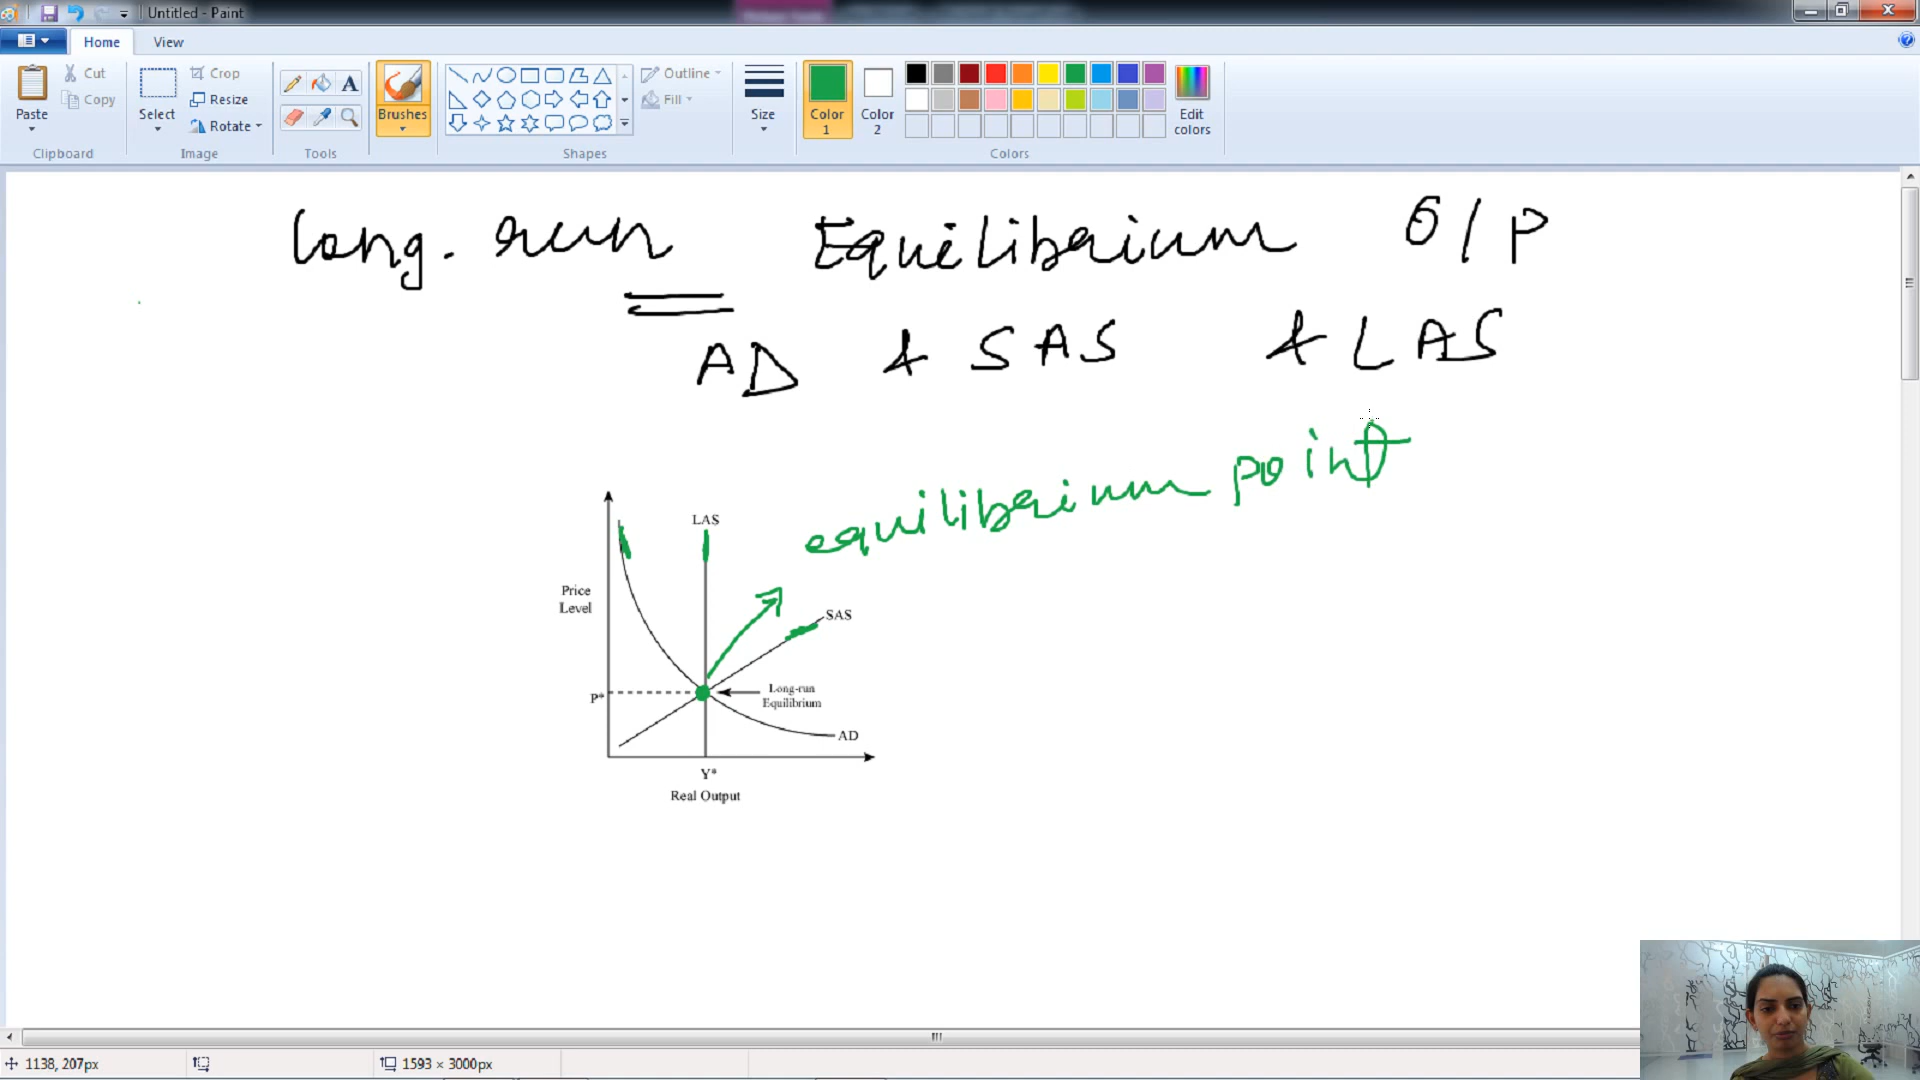 Untitled - Paint
Home View
Paste Cut Copy Select Crop Resize Rotate Brushes Outline Fill Size Color 1 Color 2 Edit colors
Clipboard Image Tools Shapes Colors
Long-run Equilibrium O/P
AD & SAS & LAS
equilibrium point
LAS
Price Level
SAS
P*
Long-run Equilibrium
AD
Y*
Real Output
1138, 207px 1593 × 3000px